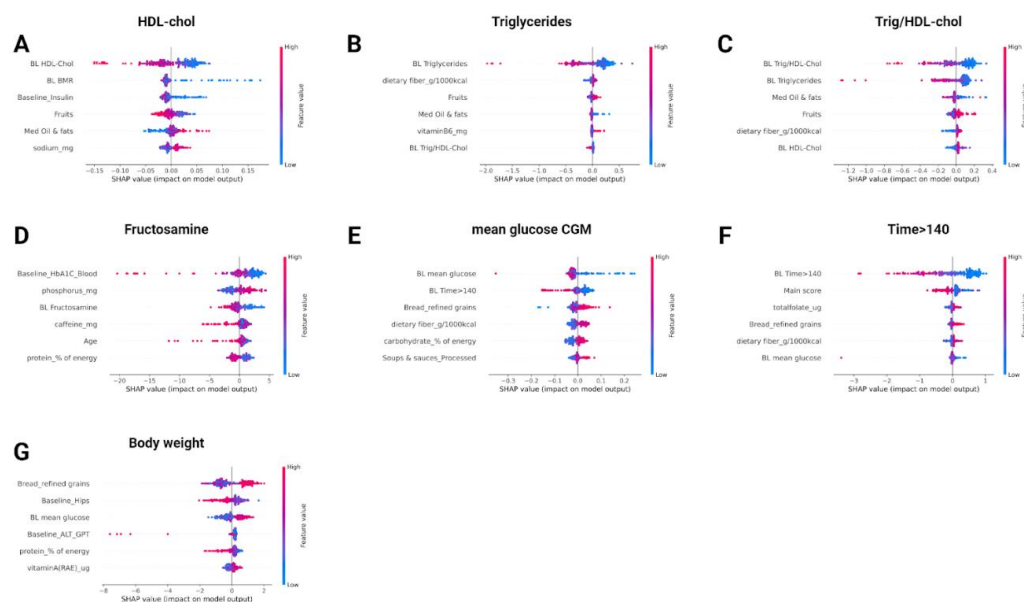 HDL-chol
A
BL HDL-Chol
BL BMR
Baseline_Insulin
Fruits
Med Oil & fats
sodium_mg
−0.15 −0.10 −0.05 0.00 0.05 0.10 0.15
SHAP value (impact on model output)
High
Feature value
Low
Triglycerides
B
BL Triglycerides
dietary fiber_g/1000kcal
Fruits
Med Oil & fats
vitaminB6_mg
BL Trig/HDL-Chol
−2.0 −1.5 −1.0 −0.5 0.0 0.5
SHAP value (impact on model output)
High
Feature value
Low
Trig/HDL-chol
C
BL Trig/HDL-Chol
BL Triglycerides
Med Oil & fats
Fruits
dietary fiber_g/1000kcal
BL HDL-Chol
−1.2 −1.0 −0.8 −0.6 −0.4 −0.2 0.0 0.2 0.4
SHAP value (impact on model output)
High
Feature value
Low
Fructosamine
D
Baseline_HbA1C_Blood
phosphorus_mg
BL Fructosamine
caffeine_mg
Age
protein_% of energy
−20 −15 −10 −5 0 5
SHAP value (impact on model output)
High
Feature value
Low
mean glucose CGM
E
BL mean glucose
BL Time>140
Bread_refined grains
dietary fiber_g/1000kcal
carbohydrate_% of energy
Soups & sauces_Processed
−0.3 −0.2 −0.1 0.0 0.1 0.2
SHAP value (impact on model output)
High
Feature value
Low
Time>140
F
BL Time>140
Main score
totalfolate_ug
Bread_refined grains
dietary fiber_g/1000kcal
BL mean glucose
−3 −2 −1 0 1
SHAP value (impact on model output)
High
Feature value
Low
Body weight
G
Bread_refined grains
Baseline_Hips
BL mean glucose
Baseline_ALT_GPT
protein_% of energy
vitaminA(RAE)_ug
−8 −6 −4 −2 0 2
SHAP value (impact on model output)
High
Feature value
Low